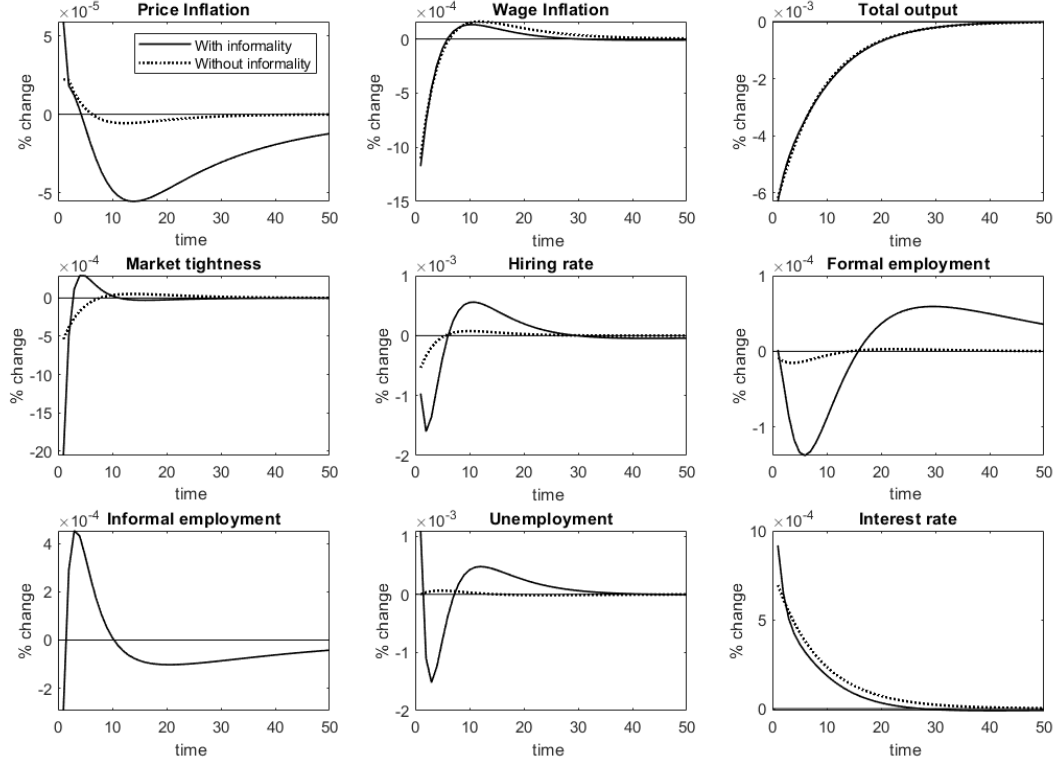 Price Inflation
×10-5
5
0
-5
% change
0 10 20 30 40 50
time
With informality
Without informality
Wage Inflation
×10-4
0
-5
-10
-15
% change
0 10 20 30 40 50
time
Total output
×10-3
0
-2
-4
-6
% change
0 10 20 30 40 50
time
Market tightness
×10-4
0
-5
-10
-15
-20
% change
0 10 20 30 40 50
time
Hiring rate
×10-3
1
0
-1
-2
% change
0 10 20 30 40 50
time
Formal employment
×10-4
1
0
-1
% change
0 10 20 30 40 50
time
Informal employment
×10-4
4
2
0
-2
% change
0 10 20 30 40 50
time
Unemployment
×10-3
1
0
-1
-2
% change
0 10 20 30 40 50
time
Interest rate
×10-4
10
5
0
% change
0 10 20 30 40 50
time